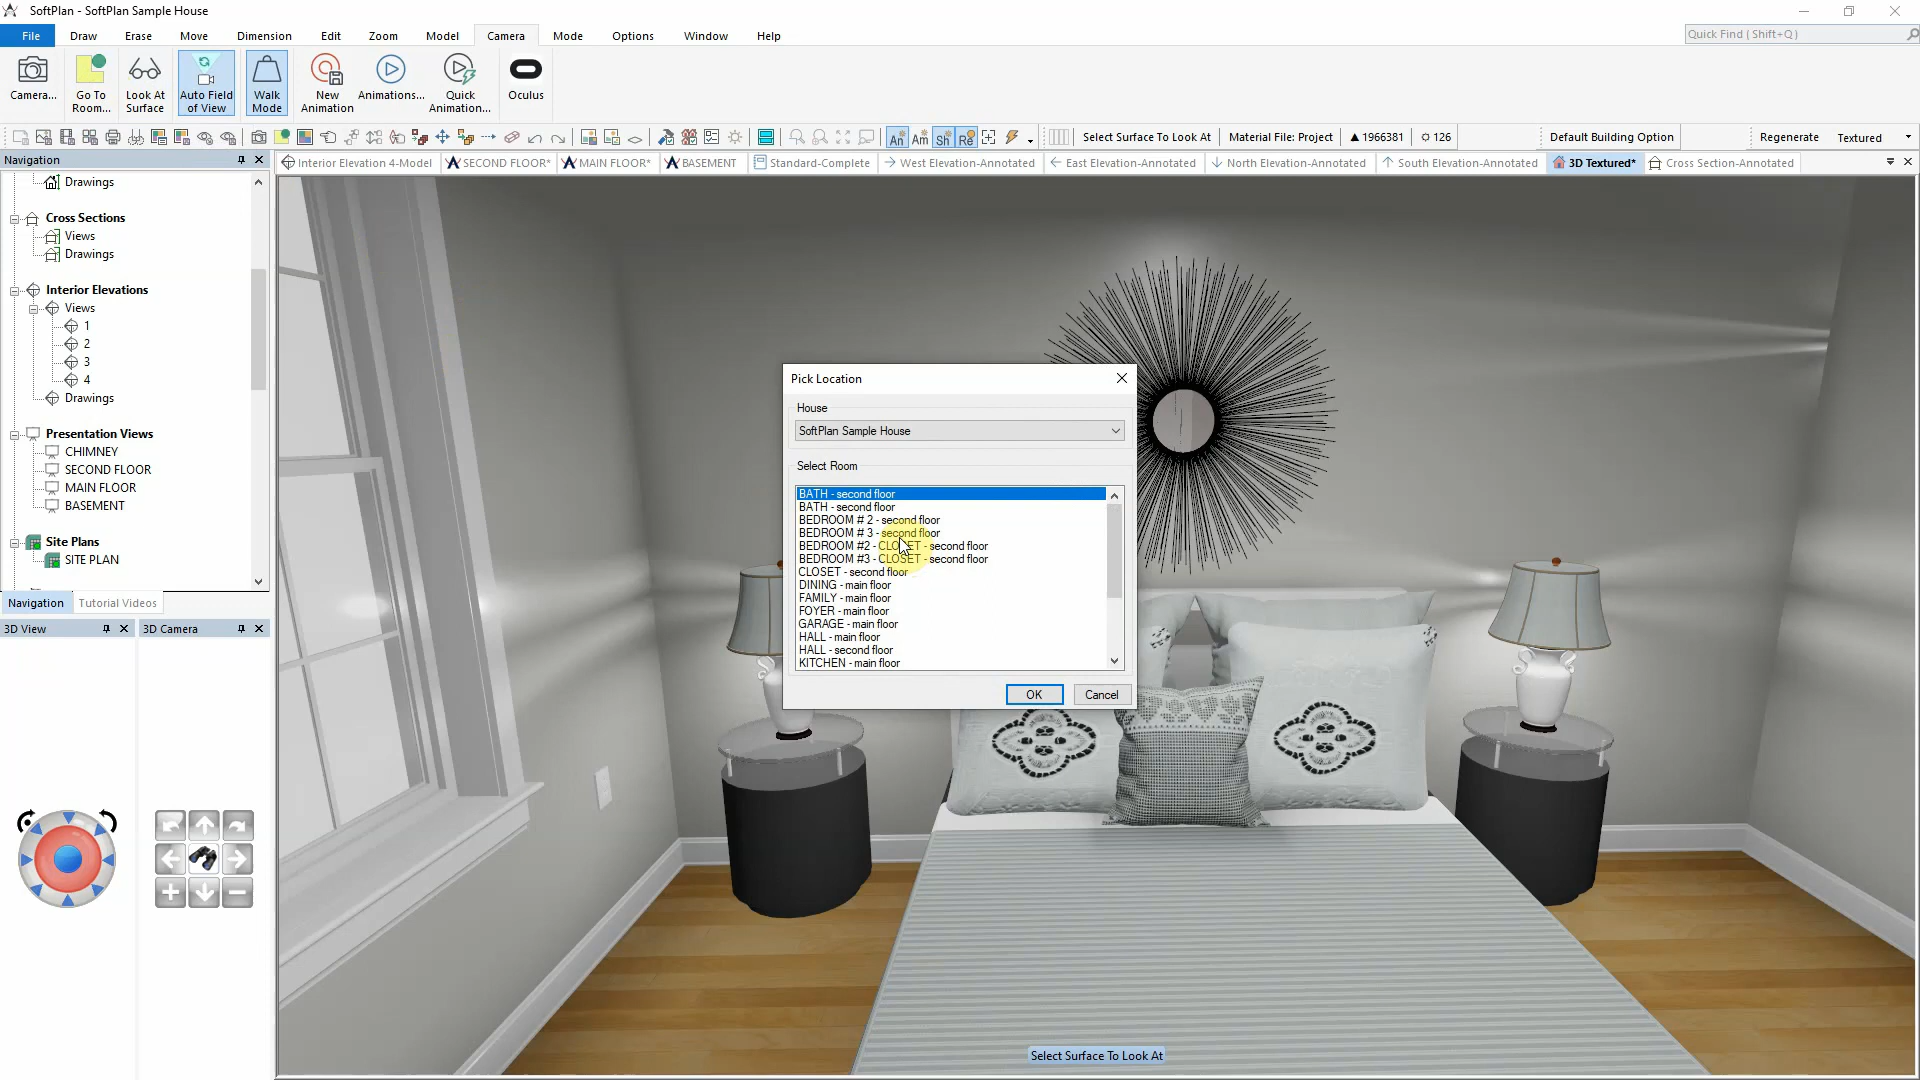 SoftPlan - SoftPlan Sample House
File Draw Erase Move Dimension Edit Zoom Model Camera Mode Options Window Help
Quick Find ( Shift+Q )
Camera...
Go To Room...
Look At Surface
Auto Field of View
Walk Mode
New Animation
Animations...
Quick Animation...
Oculus
An Am Sh Re
Select Surface To Look At
Material File: Project
1966381
126
Default Building Option
Regenerate
Textured
Navigation
Interior Elevation 4-Model
SECOND FLOOR*
MAIN FLOOR*
BASEMENT
Standard-Complete
West Elevation-Annotated
East Elevation-Annotated
North Elevation-Annotated
South Elevation-Annotated
3D Textured*
Cross Section-Annotated
Drawings
Cross Sections
Views
Drawings
Interior Elevations
Views
1
2
3
4
Drawings
Presentation Views
CHIMNEY
SECOND FLOOR
MAIN FLOOR
BASEMENT
Site Plans
SITE PLAN
Navigation
Tutorial Videos
3D View
3D Camera
Pick Location
House
SoftPlan Sample House
Select Room
BATH - second floor
BATH - second floor
BEDROOM # 2 - second floor
BEDROOM # 3 - second floor
BEDROOM #2 - CLOSET - second floor
BEDROOM #3 - CLOSET - second floor
CLOSET - second floor
DINING - main floor
FAMILY - main floor
FOYER - main floor
GARAGE - main floor
HALL - main floor
HALL - second floor
KITCHEN - main floor
OK
Cancel
Select Surface To Look At